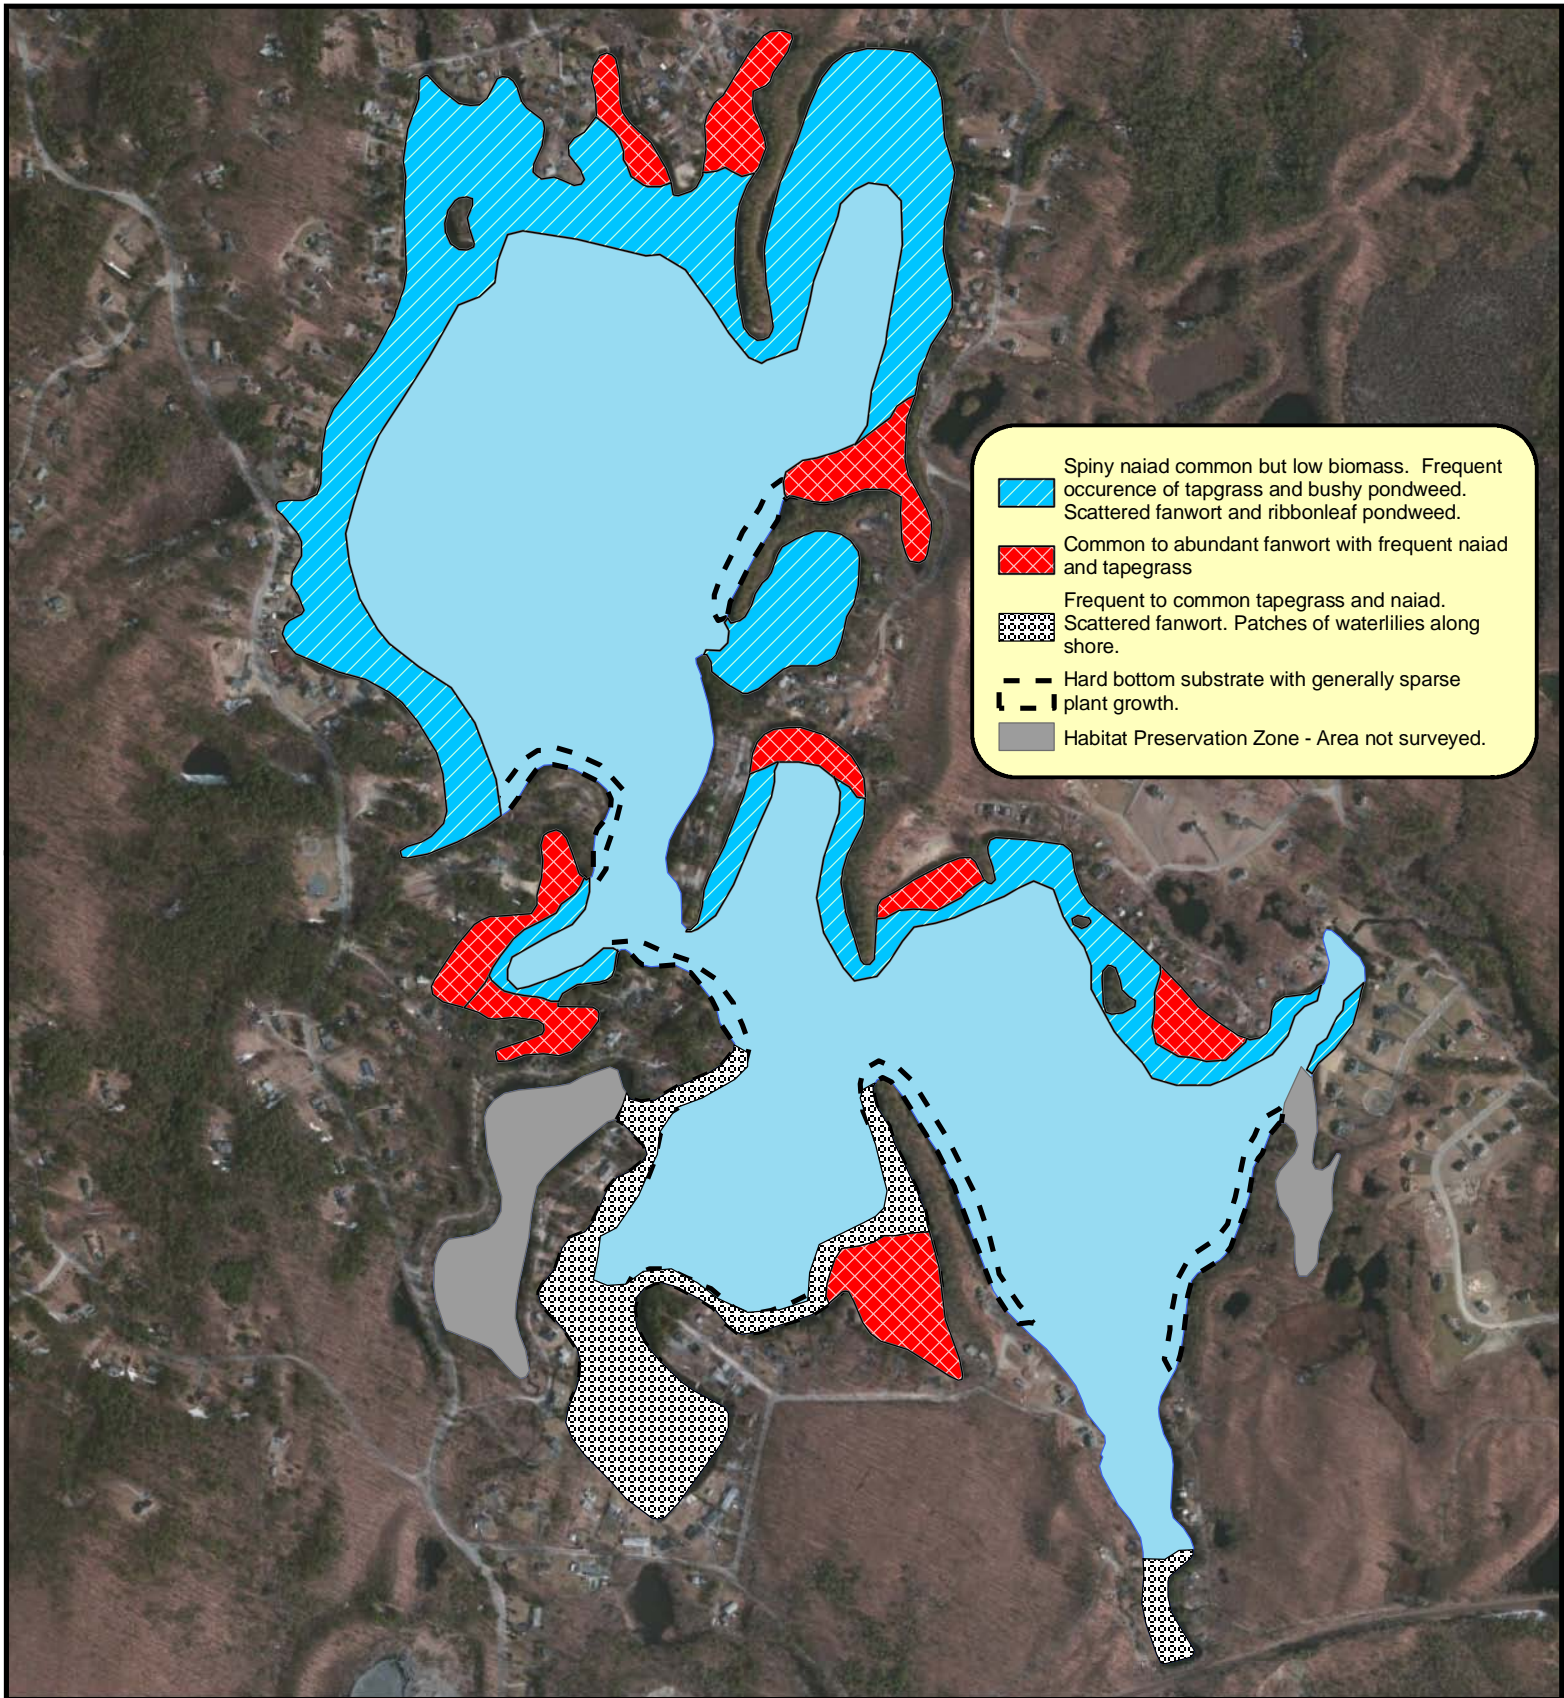 Spiny naiad common but low biomass.  Frequent
occurence of tapgrass and bushy pondweed.
Scattered fanwort and ribbonleaf pondweed.
Common to abundant fanwort with frequent naiad
and tapegrass
Frequent to common tapegrass and naiad.
Scattered fanwort. Patches of waterlilies along
shore.
Hard bottom substrate with generally sparse
plant growth.
Habitat Preservation Zone - Area not surveyed.